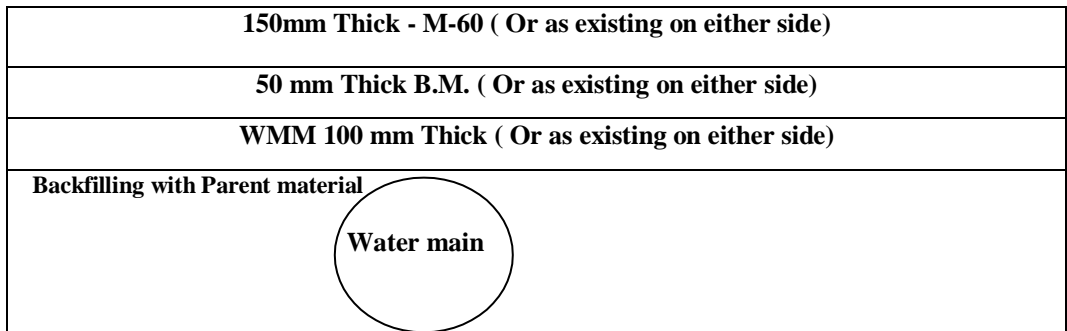 150mm Thick - M-60 ( Or as existing on either side)
50 mm Thick B.M. ( Or as existing on either side)
WMM 100 mm Thick ( Or as existing on either side)
Backfilling with Parent material
Water main